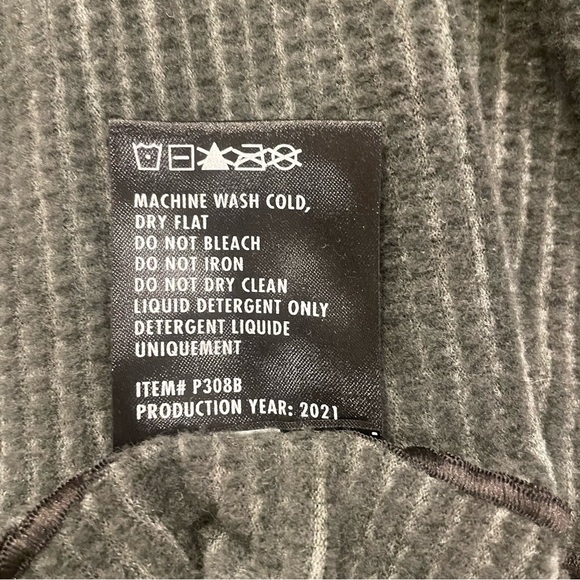 MACHINE WASH COLD,
DRY FLAT
DO NOT BLEACH
DO NOT IRON
DO NOT DRY CLEAN
LIQUID DETERGENT ONLY
DETERGENT LIQUIDE
UNIQUEMENT
ITEM# P308B
PRODUCTION YEAR: 2021